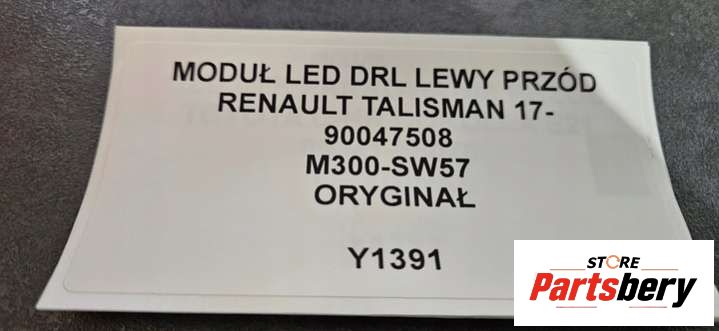 MODUŁ LED DRL LEWY PRZÓD
RENAULT TALISMAN 17-
90047508
M300-SW57
ORYGINAŁ
Y1391
STORE
Partsbery